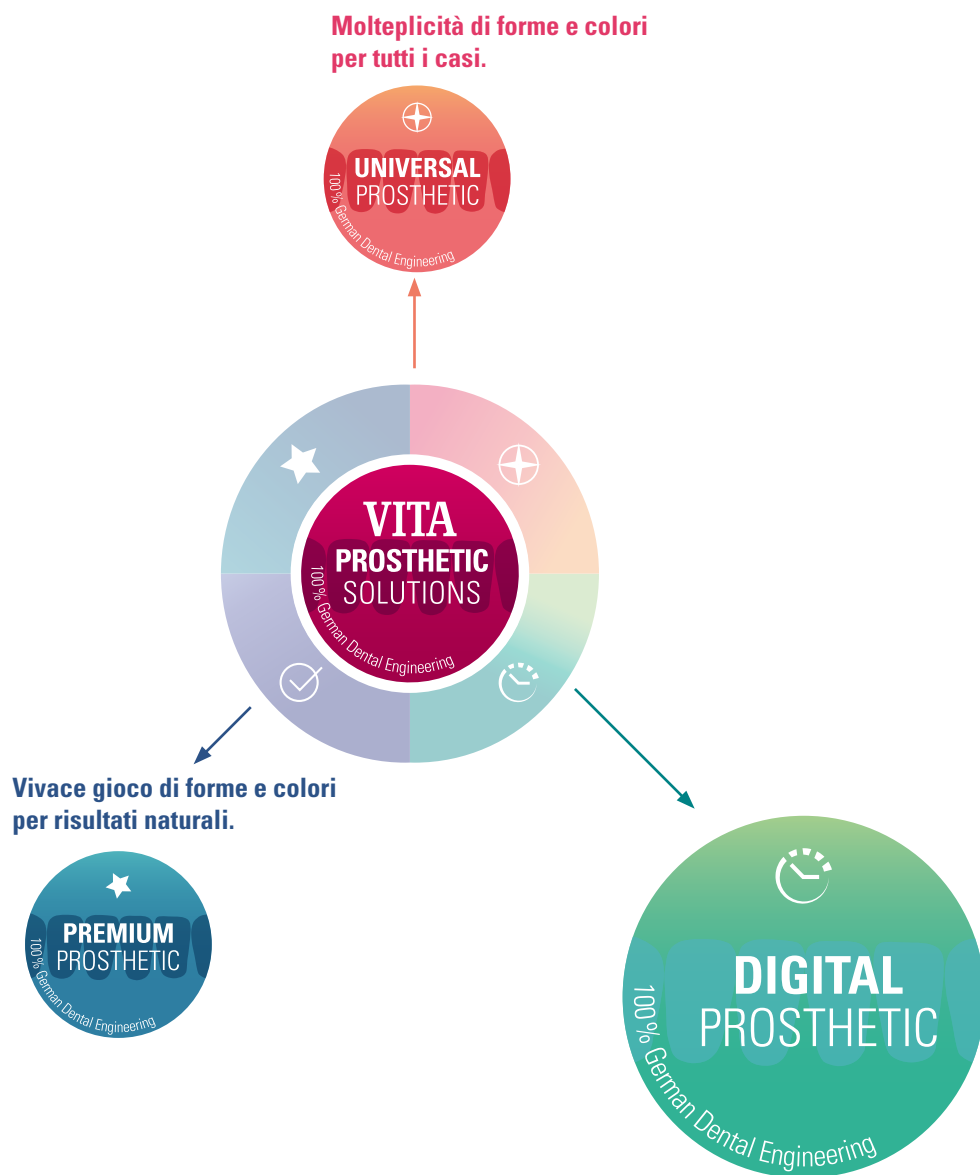 Molteplicità di forme e colori
per tutti i casi.
UNIVERSAL
PROSTHETIC
100 % German Dental Engineering
VITA
PROSTHETIC
SOLUTIONS
100 % German Dental Engineering
Vivace gioco di forme e colori
per risultati naturali.
PREMIUM
PROSTHETIC
100 % German Dental Engineering
DIGITAL
PROSTHETIC
100 % German Dental Engineering